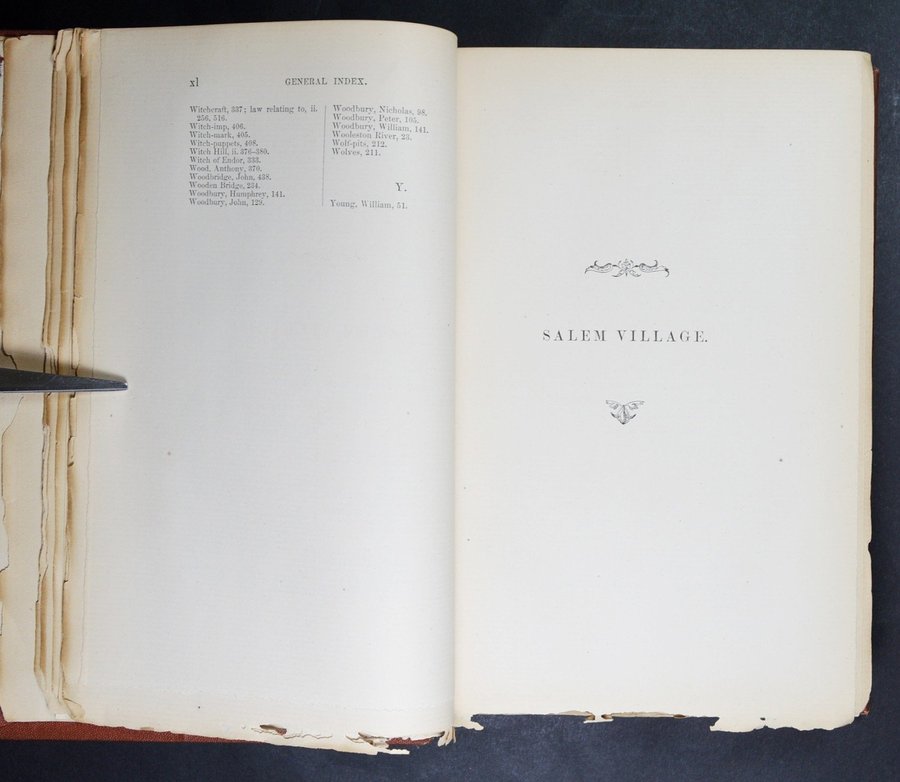 xl
GENERAL INDEX.
Witchcraft, 337; law relating to, ii.
256, 516.
Witch-imp, 406.
Witch-mark, 405.
Witch-puppets, 408.
Witch Hill, ii. 376–380.
Witch of Endor, 333.
Wood, Anthony, 370.
Woodbridge, John, 438.
Wooden Bridge, 234.
Woodbury, Humphrey, 141.
Woodbury, John, 129.
Woodbury, Nicholas, 98.
Woodbury, Peter, 105.
Woodbury, William, 141.
Wooleston River, 23.
Wolf-pits, 212.
Wolves, 211.
Y.
Young, William, 51.
SALEM VILLAGE.